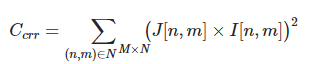 C_{crr} = \sum_{(n,m) \in N^{M \times N}} (J[n,m] \times I[n,m])^2